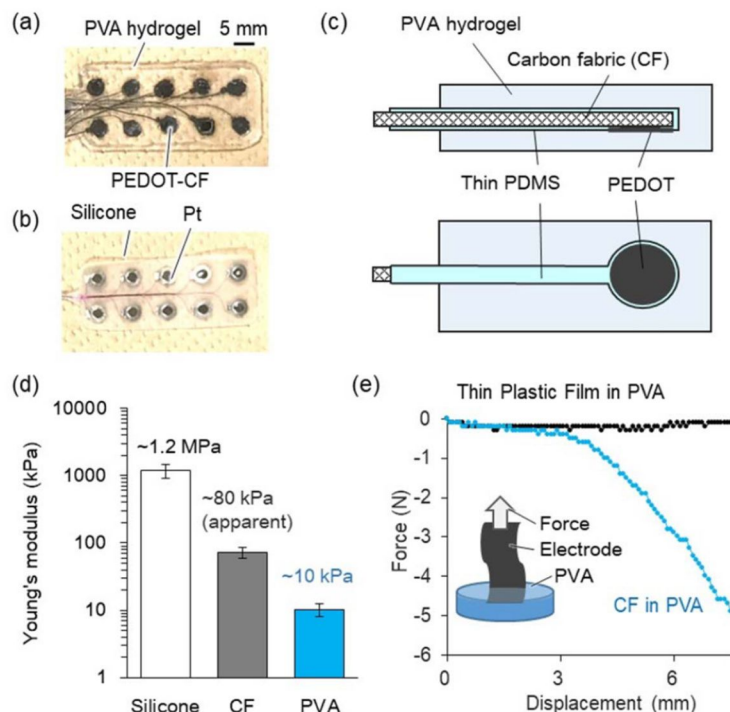 (a)
PVA hydrogel
5 mm
PEDOT-CF
(b)
Silicone
Pt
(c)
PVA hydrogel
Carbon fabric (CF)
Thin PDMS
PEDOT
(d)
Young's modulus (kPa)
10000
1000
100
10
1
~1.2 MPa
~80 kPa
(apparent)
~10 kPa
Silicone
CF
PVA
(e)
Thin Plastic Film in PVA
Force (N)
0
-1
-2
-3
-4
-5
-6
Force
Electrode
PVA
CF in PVA
0
3
6
Displacement (mm)